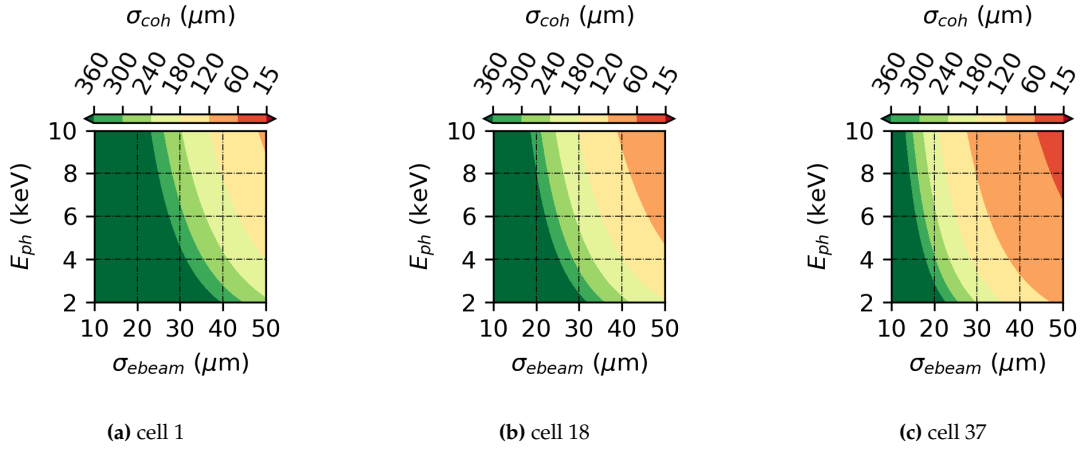 σcoh (μm) σcoh (μm) σcoh (μm)
360 300 240 180 120 60 15 360 300 240 180 120 60 15 360 300 240 180 120 60 15
10 10 10
8 8 8
6 6 6
4 4 4
2 2 2
Eph (keV) Eph (keV) Eph (keV)
10 20 30 40 50 10 20 30 40 50 10 20 30 40 50
σebeam (μm) σebeam (μm) σebeam (μm)
(a) cell 1 (b) cell 18 (c) cell 37